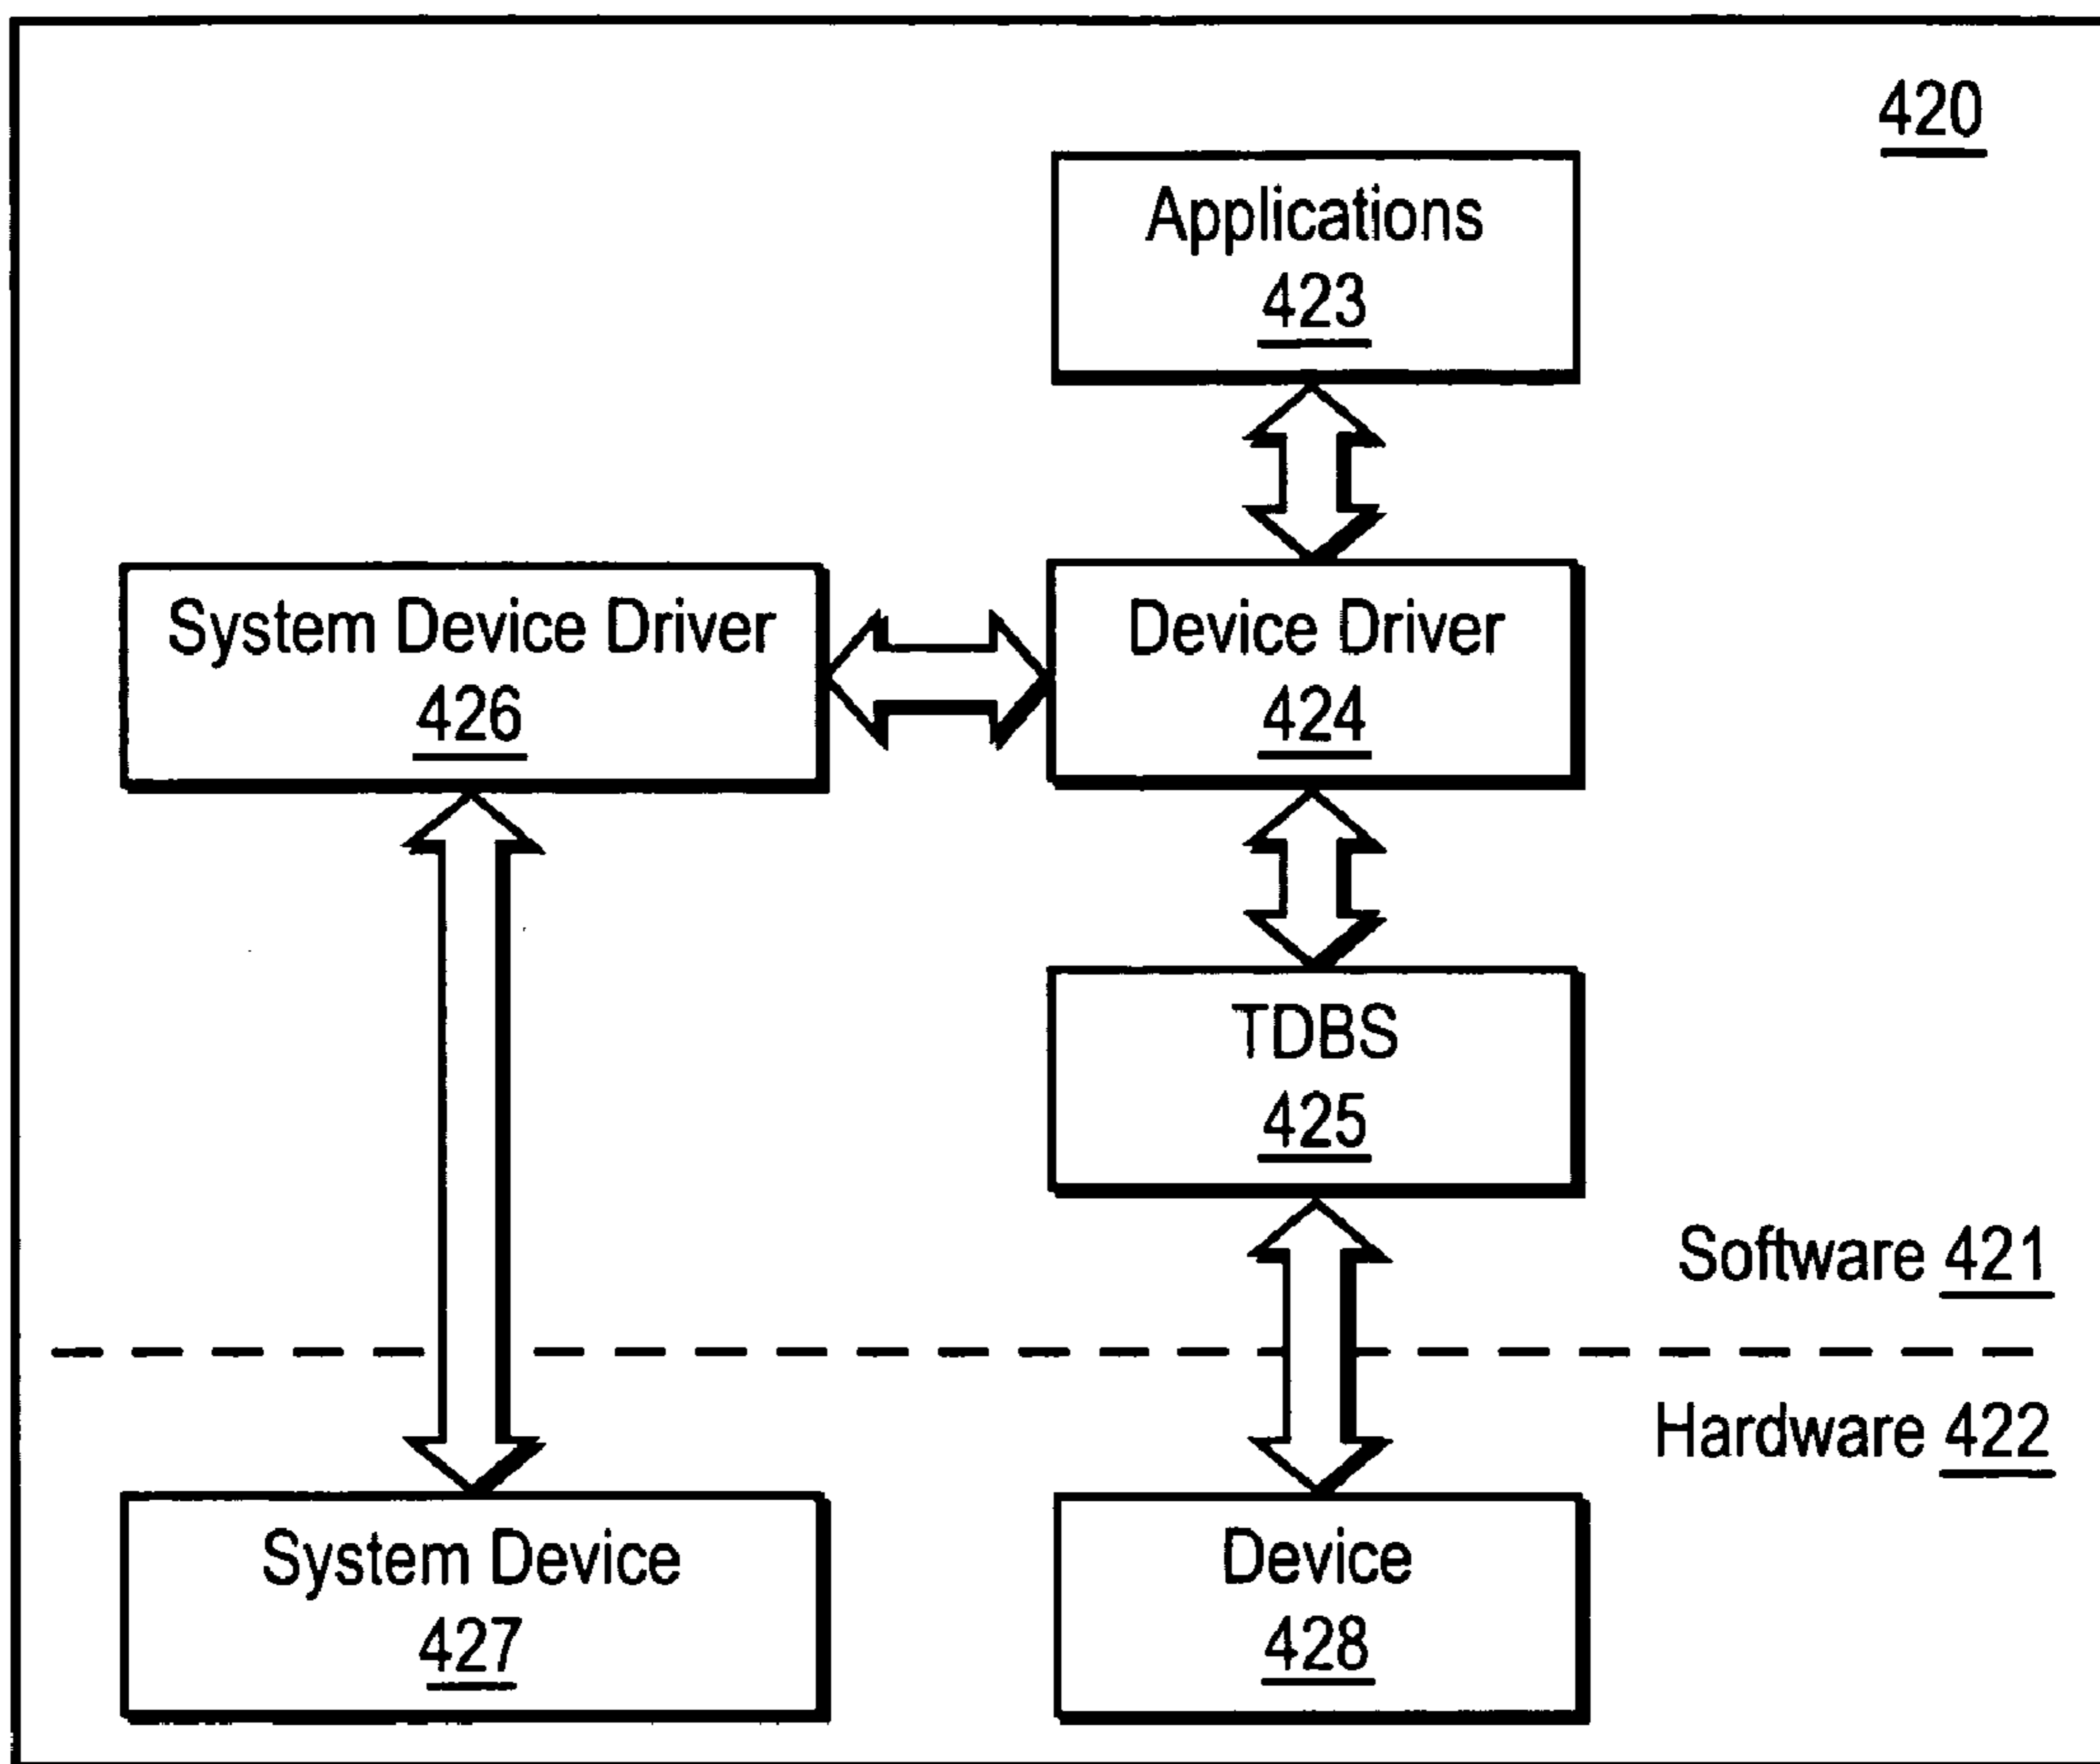 420
Applications
423
System Device Driver
426
Device Driver
424
TDBS
425
Software 421
Hardware 422
System Device
427
Device
428